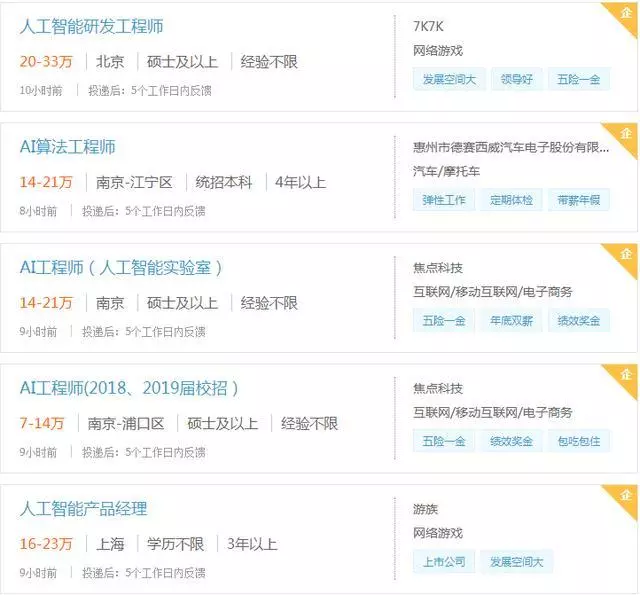 人工智能研发工程师
20-33万 | 北京 | 硕士及以上 | 经验不限
10小时前 | 投递后：5个工作日内反馈
企
7K7K
网络游戏
发展空间大 领导好 五险一金
AI算法工程师
14-21万 | 南京-江宁区 | 统招本科 | 4年以上
8小时前 | 投递后：5个工作日内反馈
企
惠州市德赛西威汽车电子股份有限...
汽车/摩托车
弹性工作 定期体检 带薪年假
AI工程师（人工智能实验室）
14-21万 | 南京 | 硕士及以上 | 经验不限
9小时前 | 投递后：5个工作日内反馈
企
焦点科技
互联网/移动互联网/电子商务
五险一金 年底双薪 绩效奖金
AI工程师(2018、2019届校招）
7-14万 | 南京-浦口区 | 硕士及以上 | 经验不限
9小时前 | 投递后：5个工作日内反馈
企
焦点科技
互联网/移动互联网/电子商务
五险一金 绩效奖金 包吃包住
人工智能产品经理
16-23万 | 上海 | 学历不限 | 3年以上
9小时前 | 投递后：5个工作日内反馈
企
游族
网络游戏
上市公司 发展空间大